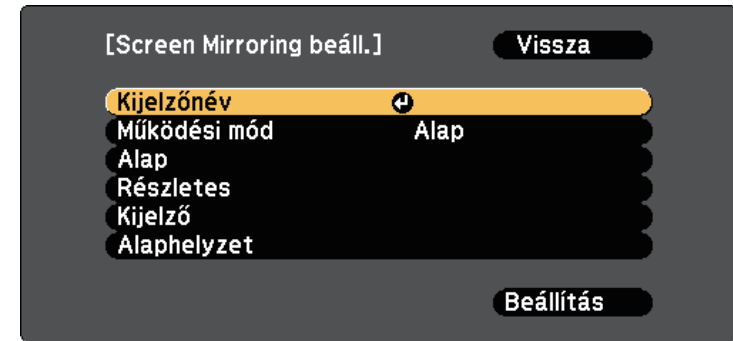 [Screen Mirroring beáll.] Vissza
Kijelzőnév
Működési mód Alap
Alap
Részletes
Kijelző
Alaphelyzet
Beállítás